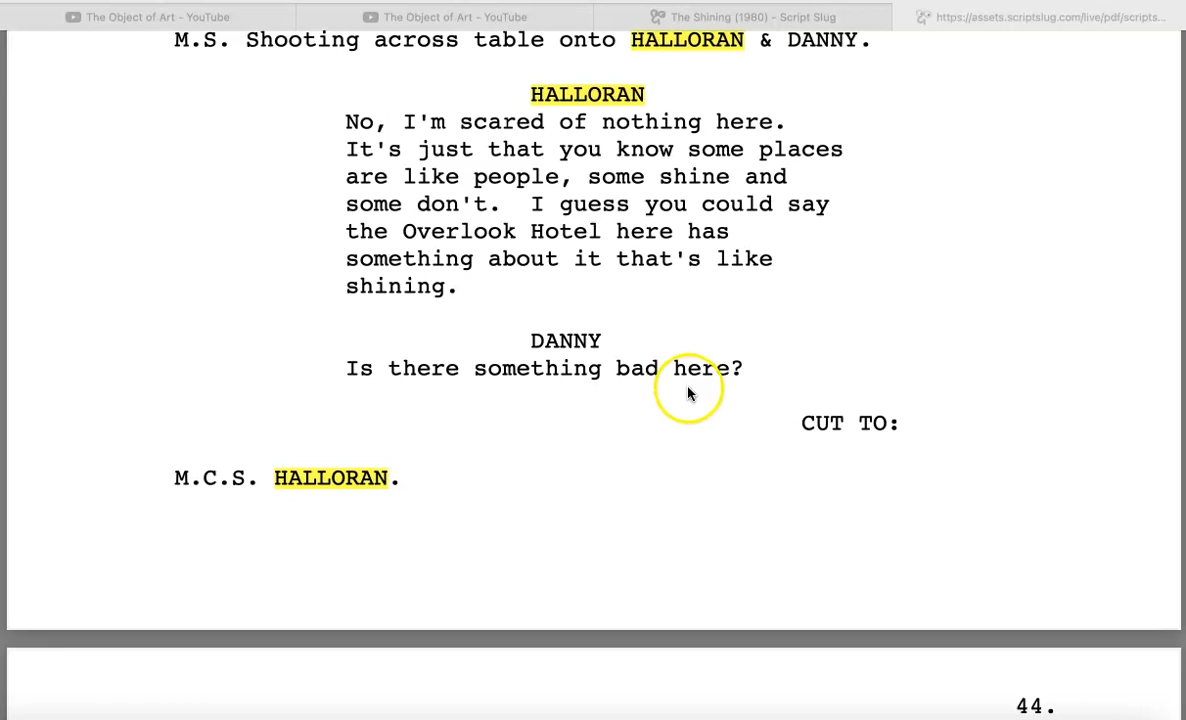 The Object of Art - YouTube
The Object of Art - YouTube
The Shining (1980) - Script Slug
https://assets.scriptslug.com/live/pdf/scripts...
M.S. Shooting across table onto HALLORAN & DANNY.
HALLORAN
No, I'm scared of nothing here.
It's just that you know some places
are like people, some shine and
some don't. I guess you could say
the Overlook Hotel here has
something about it that's like
shining.
DANNY
Is there something bad here?
CUT TO:
M.C.S. HALLORAN.
44.